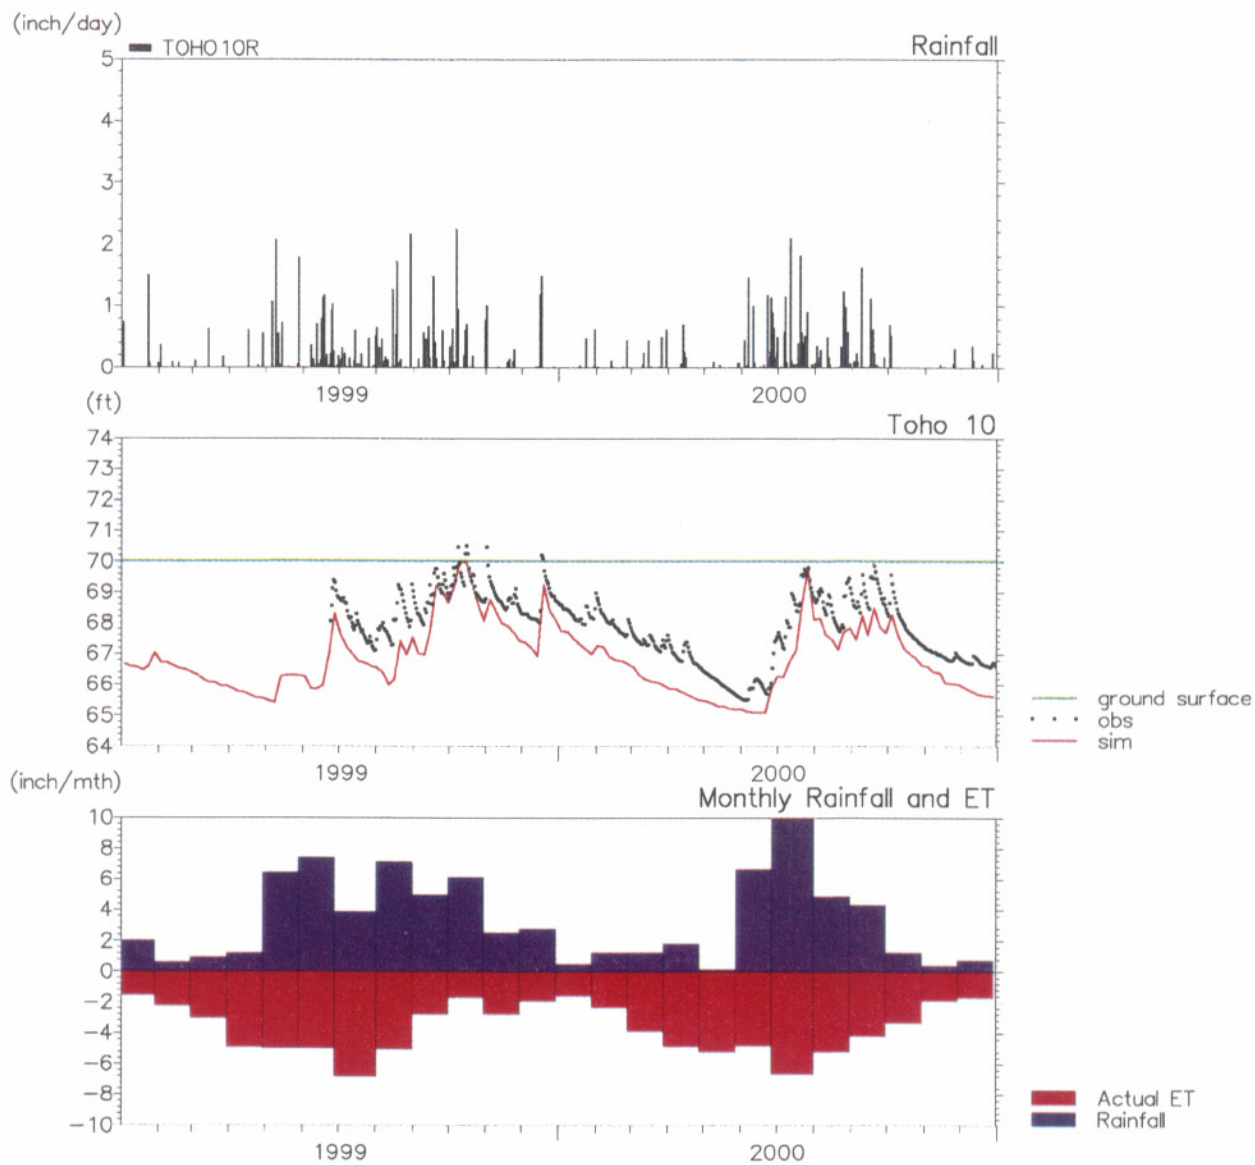 (inch/day)
TOHO10R
Rainfall
5
4
3
2
1
0
1999
2000
(ft)
Toho 10
74
73
72
71
70
69
68
67
66
65
64
ground surface
obs
sim
1999
2000
(inch/mth)
Monthly Rainfall and ET
10
8
6
4
2
0
-2
-4
-6
-8
-10
Actual ET
Rainfall
1999
2000